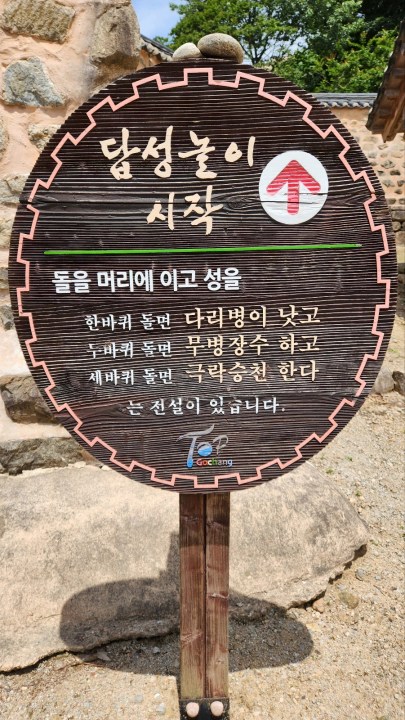 답성놀이
시작
돌을 머리에 이고 성을
한바퀴 돌면 다리병이 낫고
두바퀴 돌면 무병장수 하고
세바퀴 돌면 극락승천 한다
는 전설이 있습니다.
TOP
Gochang